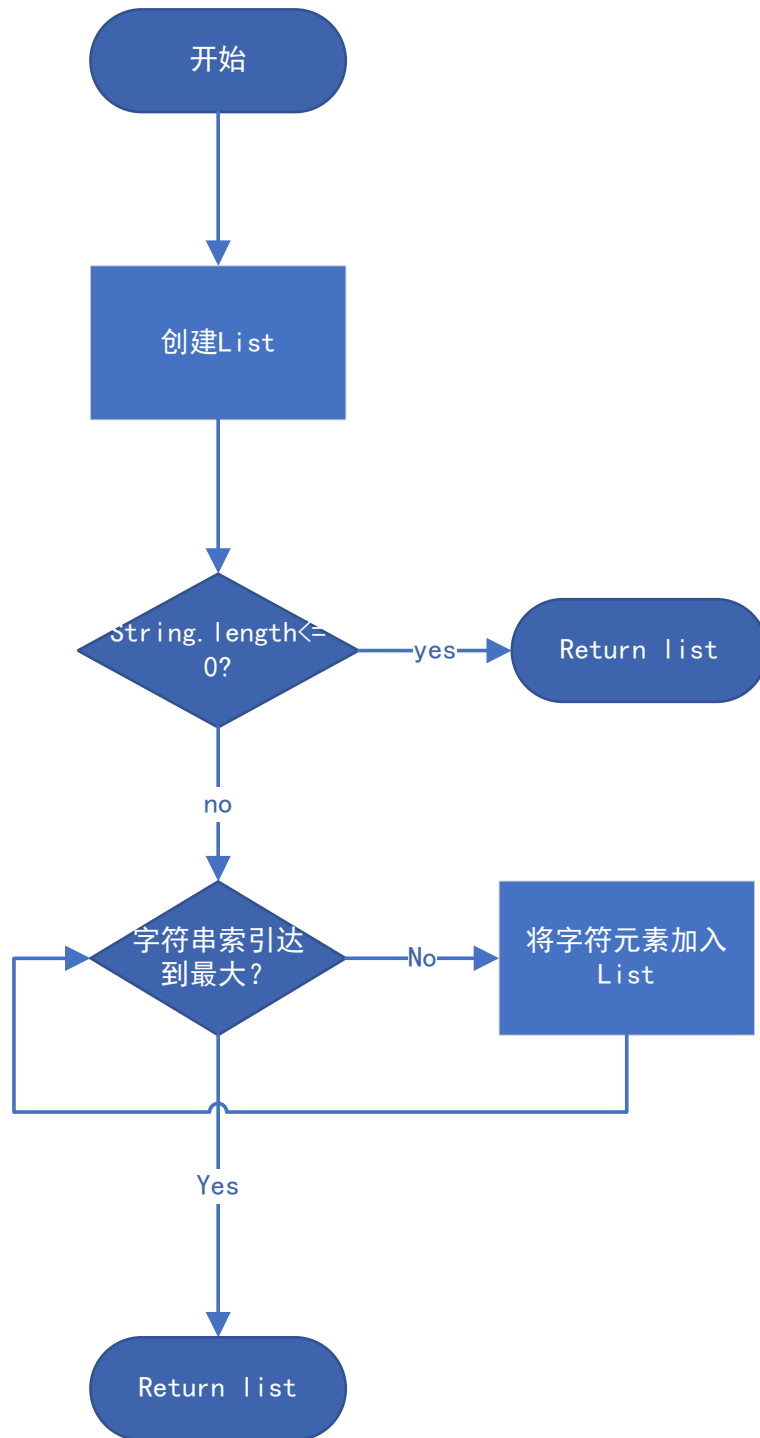 开始
创建List
String.length<=
0?
yes
Return list
no
字符串索引达
到最大？
No
将字符元素加入
List
Yes
Return list